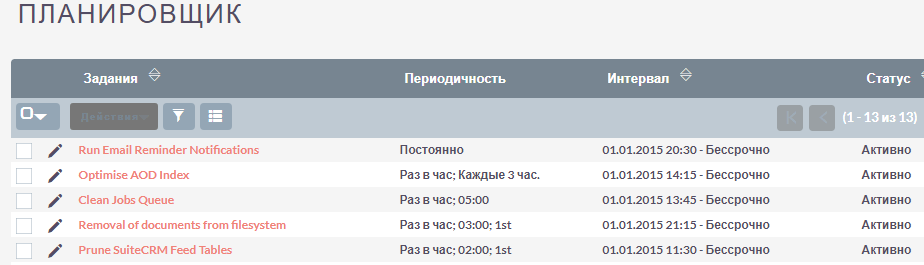 ПЛАНИРОВЩИК
Задания Периодичность Интервал Статус
Действия (1 - 13 из 13)
Run Email Reminder Notifications Постоянно 01.01.2015 20:30 - Бессрочно Активно
Optimise AOD Index Раз в час; Каждые 3 час. 01.01.2015 14:15 - Бессрочно Активно
Clean Jobs Queue Раз в час; 05:00 01.01.2015 13:45 - Бессрочно Активно
Removal of documents from filesystem Раз в час; 03:00; 1st 01.01.2015 21:15 - Бессрочно Активно
Prune SuiteCRM Feed Tables Раз в час; 02:00; 1st 01.01.2015 11:30 - Бессрочно Активно